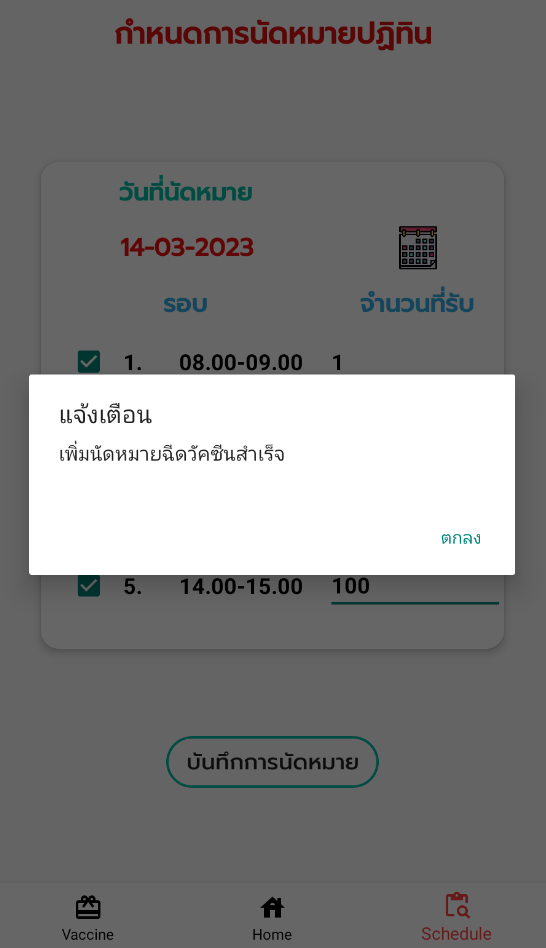 กำหนดการนัดหมายปฏิทิน
วันที่นัดหมาย
14-03-2023
รอบ จำนวนที่รับ
1. 08.00-09.00 1
แจ้งเตือน
เพิ่มนัดหมายฉีดวัคซีนสำเร็จ
ตกลง
5. 14.00-15.00 100
บันทึกการนัดหมาย
Vaccine Home Schedule